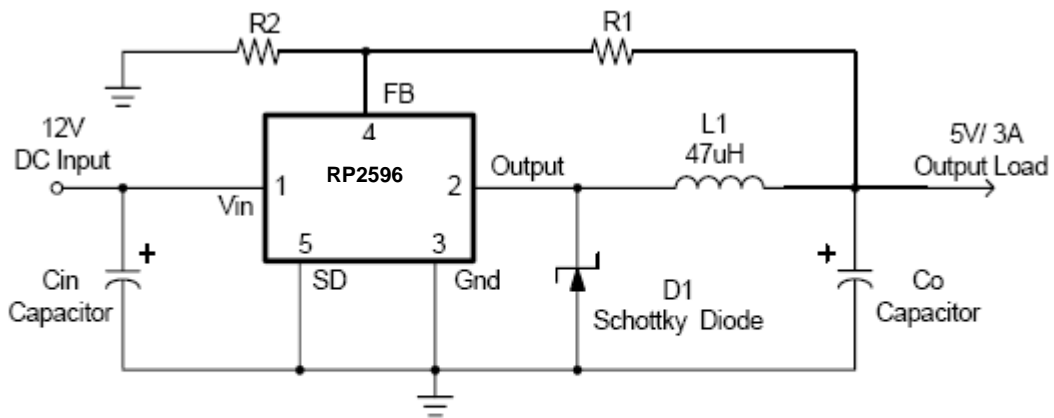 R2
R1
FB
12V
DC Input
4
RP2596
L1
47uH
5V/ 3A
Output Load
Output
1
2
Vin
5
3
SD
Gnd
+
Cin
Capacitor
D1
Schottky Diode
+
Co
Capacitor